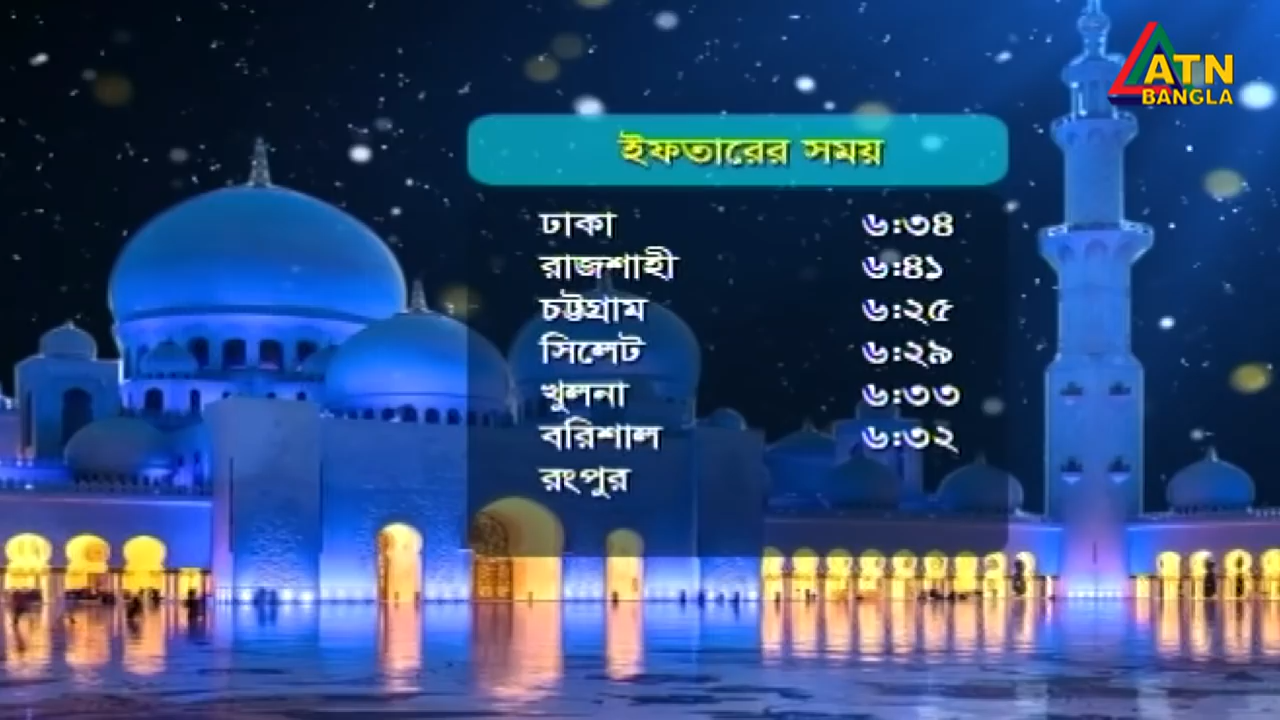 ATN
BANGLA
ইফতারের সময়
ঢাকা ৬:৩৪
রাজশাহী ৬:৪১
চট্টগ্রাম ৬:২৫
সিলেট ৬:২৯
খুলনা ৬:৩৩
বরিশাল ৬:৩২
রংপুর